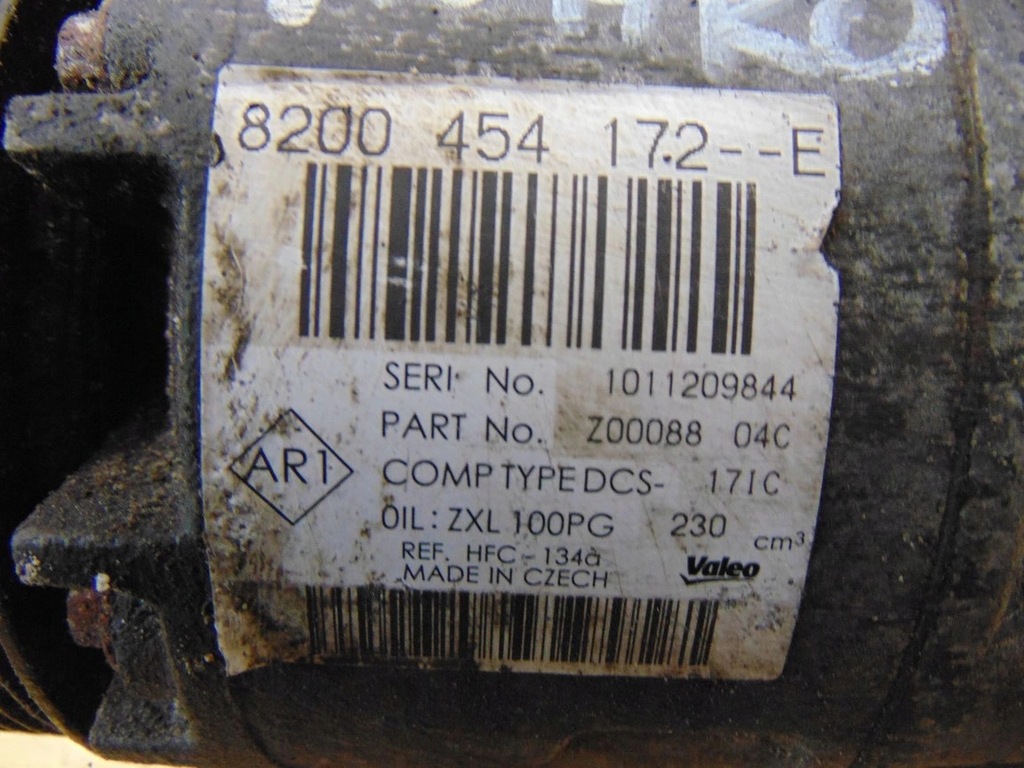 8200 454 172--E
SERI No. 1011209844
PART No. Z00088 04C
AR1
COMP TYPE DCS- 171C
OIL: ZXL 100PG 230 cm³
REF. HFC-134a
MADE IN CZECH
Valeo